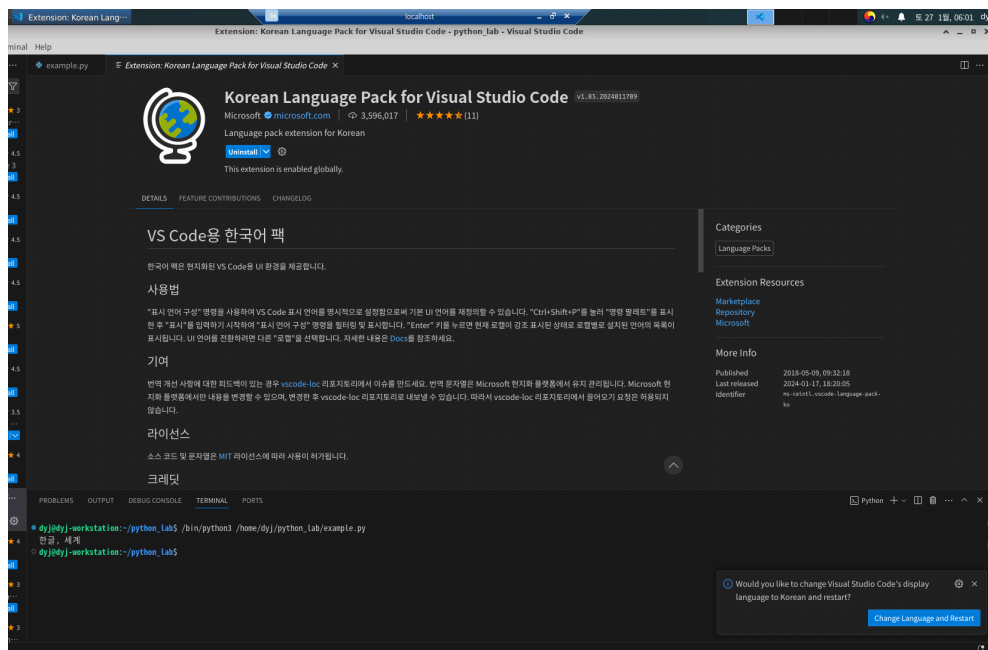 Extension: Korean Lang…
localhost
토 27 1월, 06:01
Extension: Korean Language Pack for Visual Studio Code - python_lab - Visual Studio Code
minal Help
example.py
Extension: Korean Language Pack for Visual Studio Code
Korean Language Pack for Visual Studio Code v1.85.2024011709
Microsoft microsoft.com 3,596,017 (11)
Language pack extension for Korean
Uninstall
This extension is enabled globally.
DETAILS FEATURE CONTRIBUTIONS CHANGELOG
VS Code용 한국어 팩
한국어 팩은 현지화된 VS Code용 UI 환경을 제공합니다.
사용법
"표시 언어 구성" 명령을 사용하여 VS Code 표시 언어를 명시적으로 설정함으로써 기본 UI 언어를 재정의할 수 있습니다. "Ctrl+Shift+P"를 눌러 "명령 팔레트"를 표시
한 후 "표시"를 입력하기 시작하여 "표시 언어 구성" 명령을 필터링 및 표시합니다. "Enter" 키를 누르면 현재 로캘이 강조 표시된 상태로 로캘별로 설치된 언어의 목록이
표시됩니다. UI 언어를 전환하려면 다른 "로캘"을 선택합니다. 자세한 내용은 Docs를 참조하세요.
기여
번역 개선 사항에 대한 피드백이 있는 경우 vscode-loc 리포지토리에서 이슈를 만드세요. 번역 문자열은 Microsoft 현지화 플랫폼에서 유지 관리됩니다. Microsoft 현
지화 플랫폼에서만 내용을 변경할 수 있으며, 변경한 후 vscode-loc 리포지토리로 내보낼 수 있습니다. 따라서 vscode-loc 리포지토리에서 끌어오기 요청은 허용되지
않습니다.
라이선스
소스 코드 및 문자열은 MIT 라이선스에 따라 사용이 허가됩니다.
크레딧
Categories
Language Packs
Extension Resources
Marketplace
Repository
Microsoft
More Info
Published 2018-05-09, 09:32:18
Last released 2024-01-17, 18:20:05
Identifier ms-ceintl.vscode-language-pack-
ko
PROBLEMS OUTPUT DEBUG CONSOLE TERMINAL PORTS
Python
dyj@dyj-workstation:~/python_lab$ /bin/python3 /home/dyj/python_lab/example.py
한글, 세계
dyj@dyj-workstation:~/python_lab$
Would you like to change Visual Studio Code's display
language to Korean and restart?
Change Language and Restart